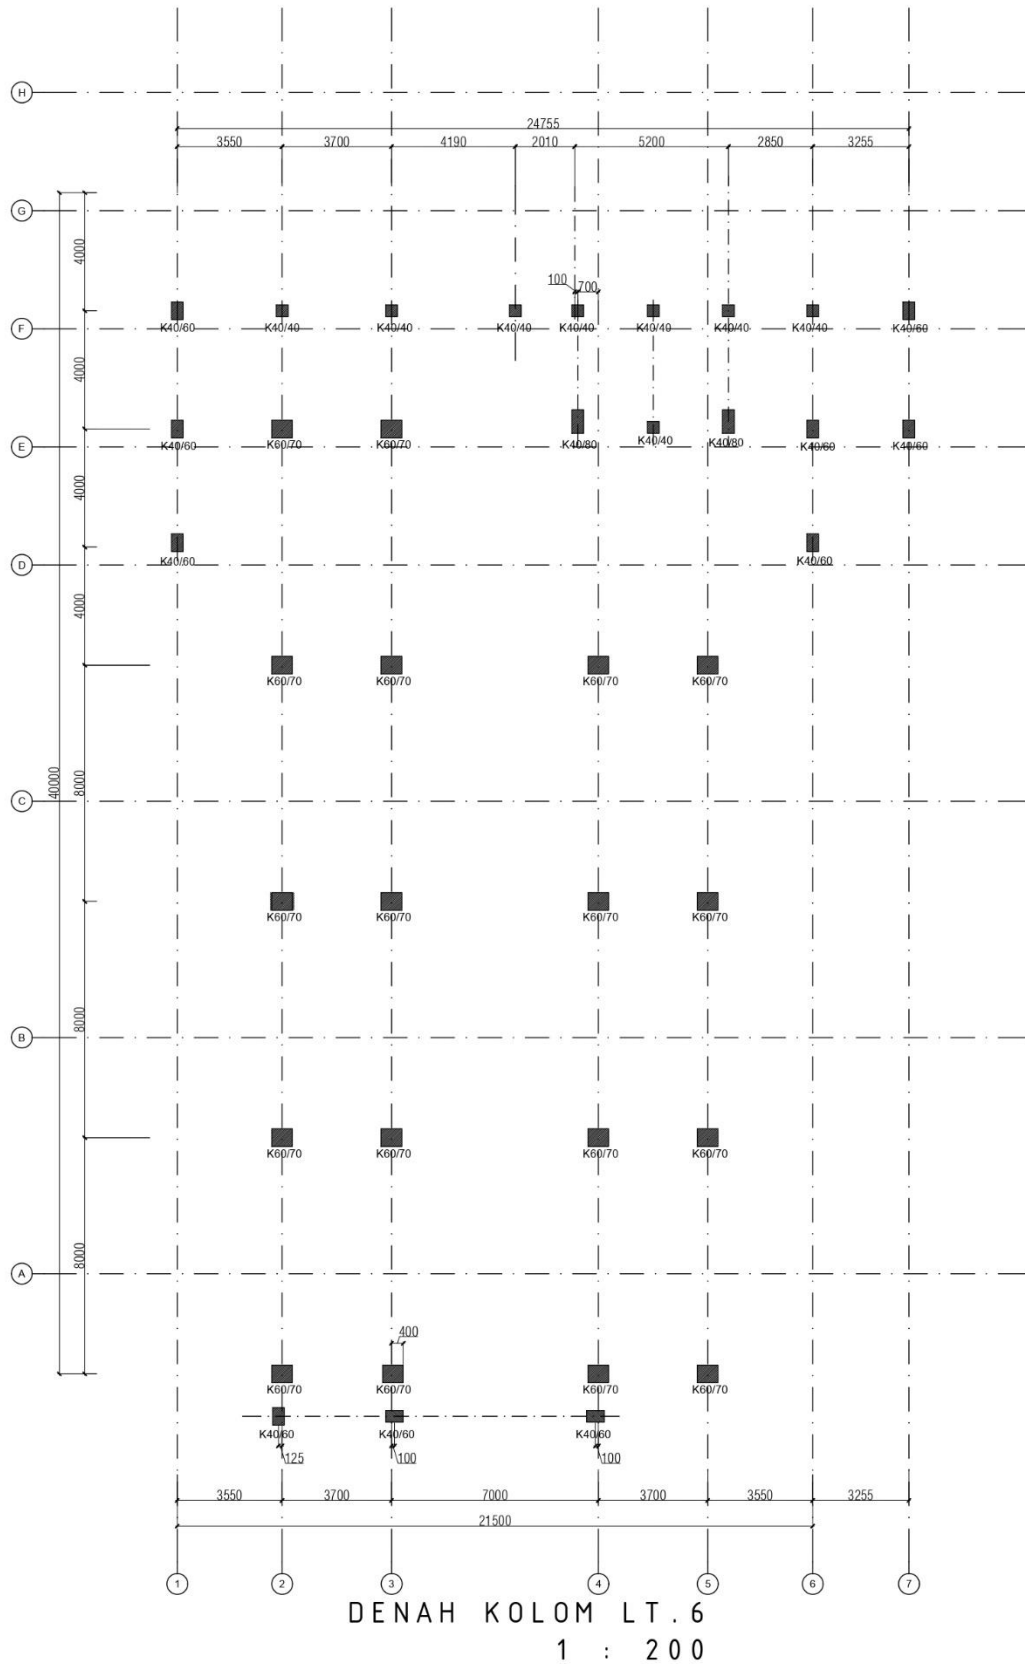 H
24755
3550 3700 4190 2010 5200 2850 3255
G
4000
100 700
K40/60 K40/40 K40/40 K40/40 K40/40 K40/40 K40/40 K40/40 K40/60
F
4000
K40/60 K60/70 K60/70 K40/80 K40/40 K40/80 K40/60 K40/60
E
4000
K40/60 K40/60
D
4000
K60/70 K60/70 K60/70 K60/70
40000
8000
C
K60/70 K60/70 K60/70 K60/70
8000
B
K60/70 K60/70 K60/70 K60/70
8000
A
400
K60/70 K60/70 K60/70 K60/70
K40/60 K40/60 K40/60
125 100 100
3550 3700 7000 3700 3550 3255
21500
1 2 3 4 5 6 7
DENAH KOLOM LT.6
1 : 200